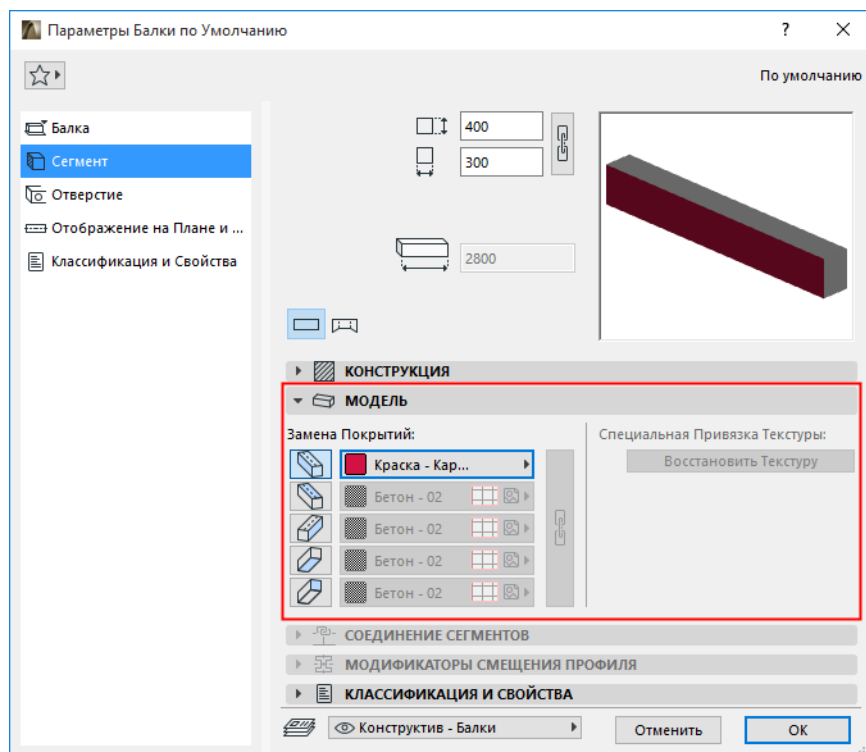 Параметры Балки по Умолчанию
?
По умолчанию
Балка
Сегмент
Отверстие
Отображение на Плане и ...
Классификация и Свойства
400
300
2800
КОНСТРУКЦИЯ
МОДЕЛЬ
Замена Покрытий:
Краска - Кар...
Бетон - 02
Бетон - 02
Бетон - 02
Бетон - 02
Специальная Привязка Текстуры:
Восстановить Текстуру
СОЕДИНЕНИЕ СЕГМЕНТОВ
МОДИФИКАТОРЫ СМЕЩЕНИЯ ПРОФИЛЯ
КЛАССИФИКАЦИЯ И СВОЙСТВА
Конструктив - Балки
Отменить
ОК